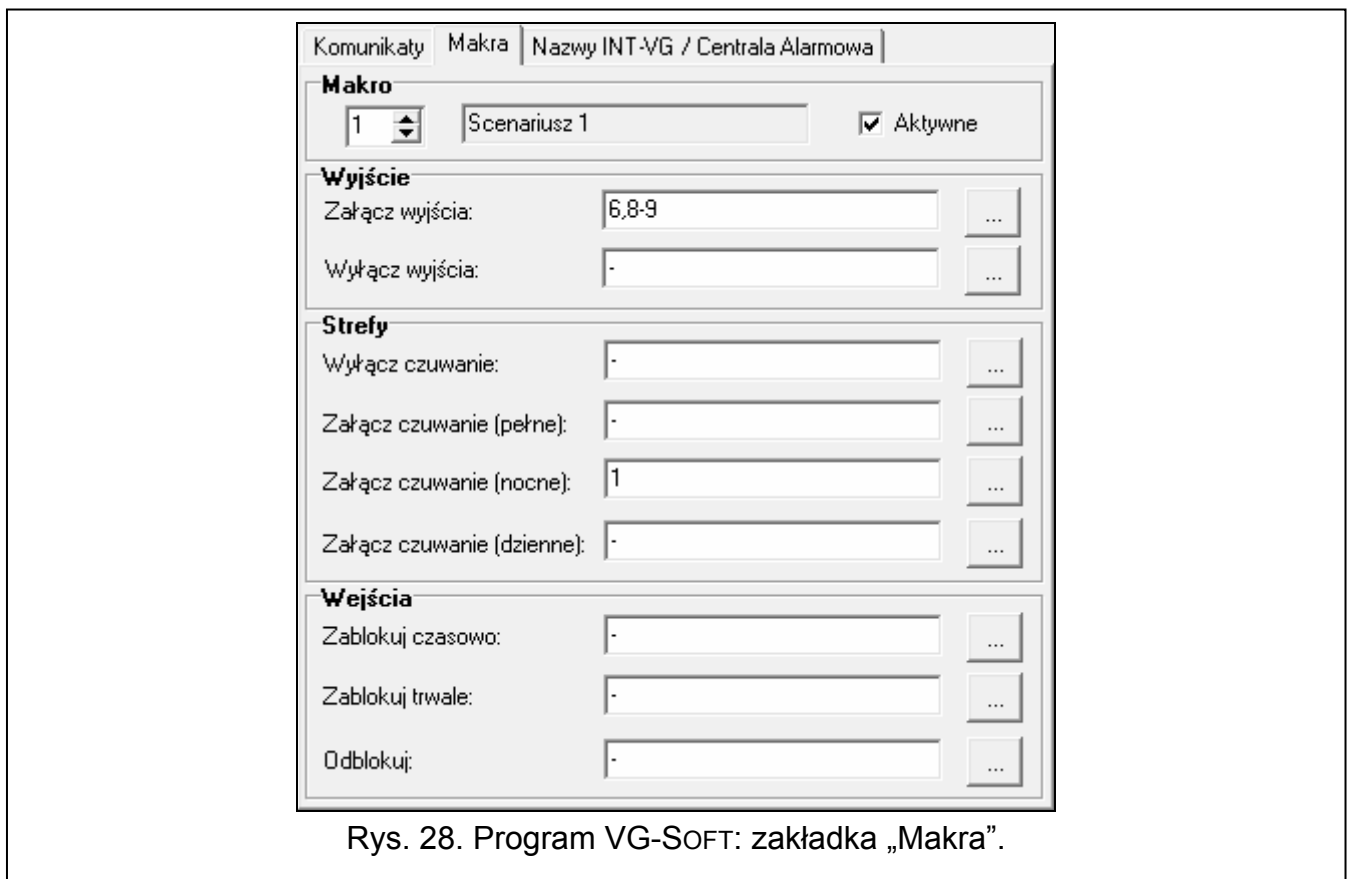 Komunikaty Makra Nazwy INT-VG / Centrala Alarmowa
Makro
1 Scenariusz 1 Aktywne
Wyjście
Załącz wyjścia: 6,8-9 ...
Wyłącz wyjścia: - ...
Strefy
Wyłącz czuwanie: - ...
Załącz czuwanie (pełne): - ...
Załącz czuwanie (nocne): 1 ...
Załącz czuwanie (dzienne): - ...
Wejścia
Zablokuj czasowo: - ...
Zablokuj trwale: - ...
Odblokuj: - ...
Rys. 28. Program VG-SOFT: zakładka „Makra”.